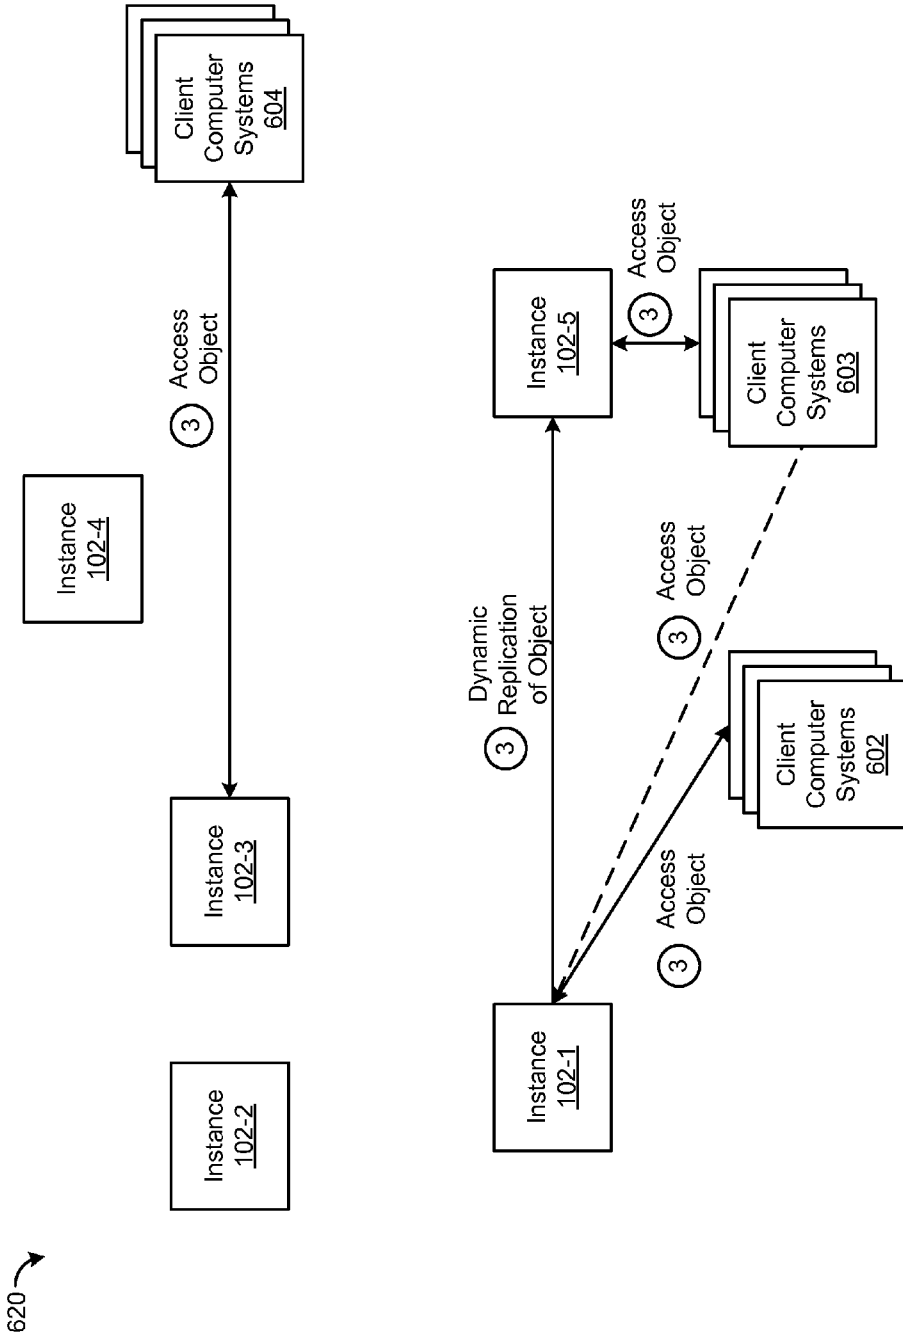 620
Instance
102-2
Instance
102-3
Instance
102-4
3
Access
Object
Client
Computer
Systems
604
Instance
102-1
3
Dynamic
Replication
of Object
Instance
102-5
3
Access
Object
3
Access
Object
3
Access
Object
Client
Computer
Systems
602
Client
Computer
Systems
603